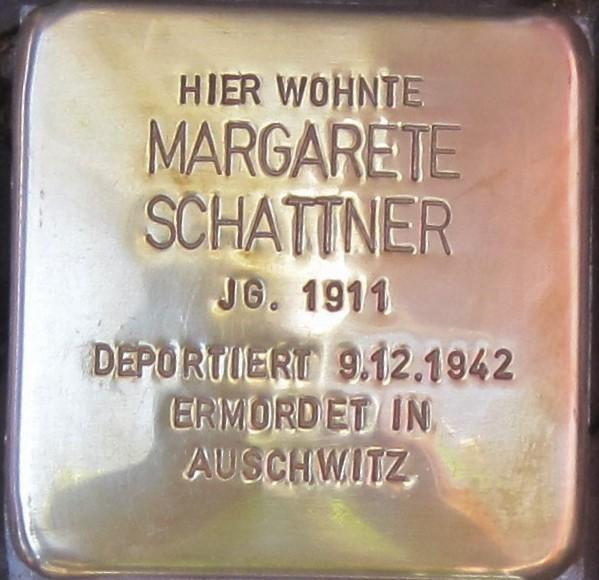 HIER WOHNTE
MARGARETE
SCHATTNER
JG. 1911
DEPORTIERT 9.12.1942
ERMORDET IN
AUSCHWITZ